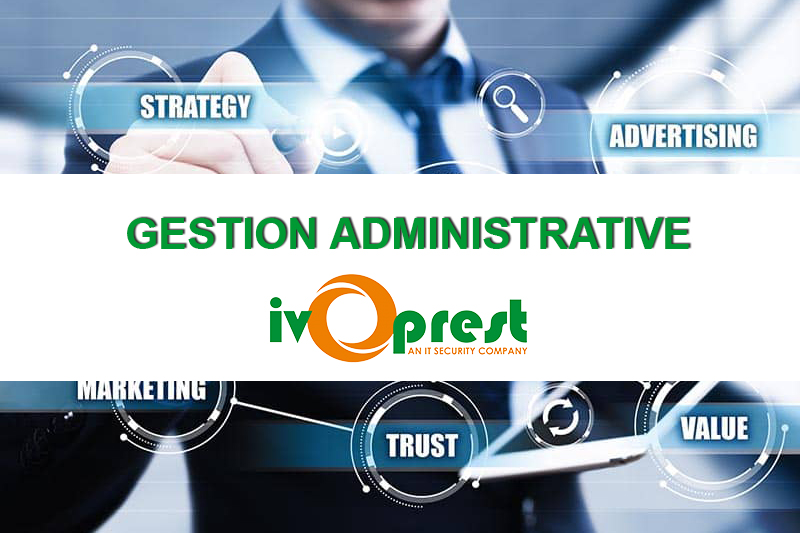 STRATEGY
ADVERTISING
GESTION ADMINISTRATIVE
ivOprest
AN IT SECURITY COMPANY
MARKETING
TRUST
VALUE